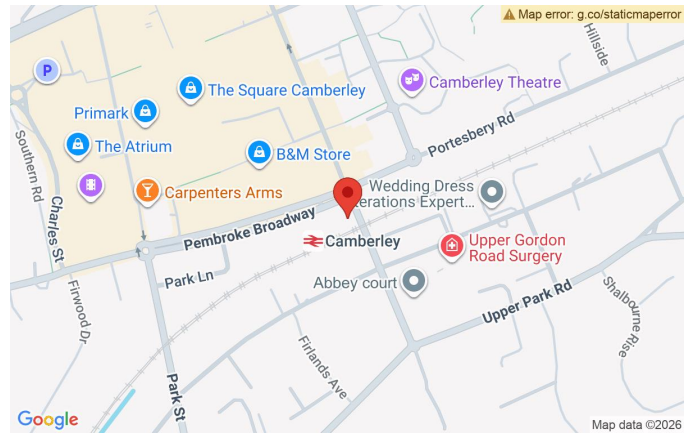 Map error: g.co/staticmaperror
Hillside
P
The Square Camberley
Camberley Theatre
Primark
Portesbery Rd
Southern Rd
The Atrium
B&M Store
Charles St
Carpenters Arms
Wedding Dress
terations Expert...
Pembroke Broadway
Camberley
Upper Gordon
Road Surgery
Park Ln
Abbey court
Firwood Dr.
Upper Park Rd
Shalbourne
Rise
Firlands Ave
Park St
Google
Map data ©2026